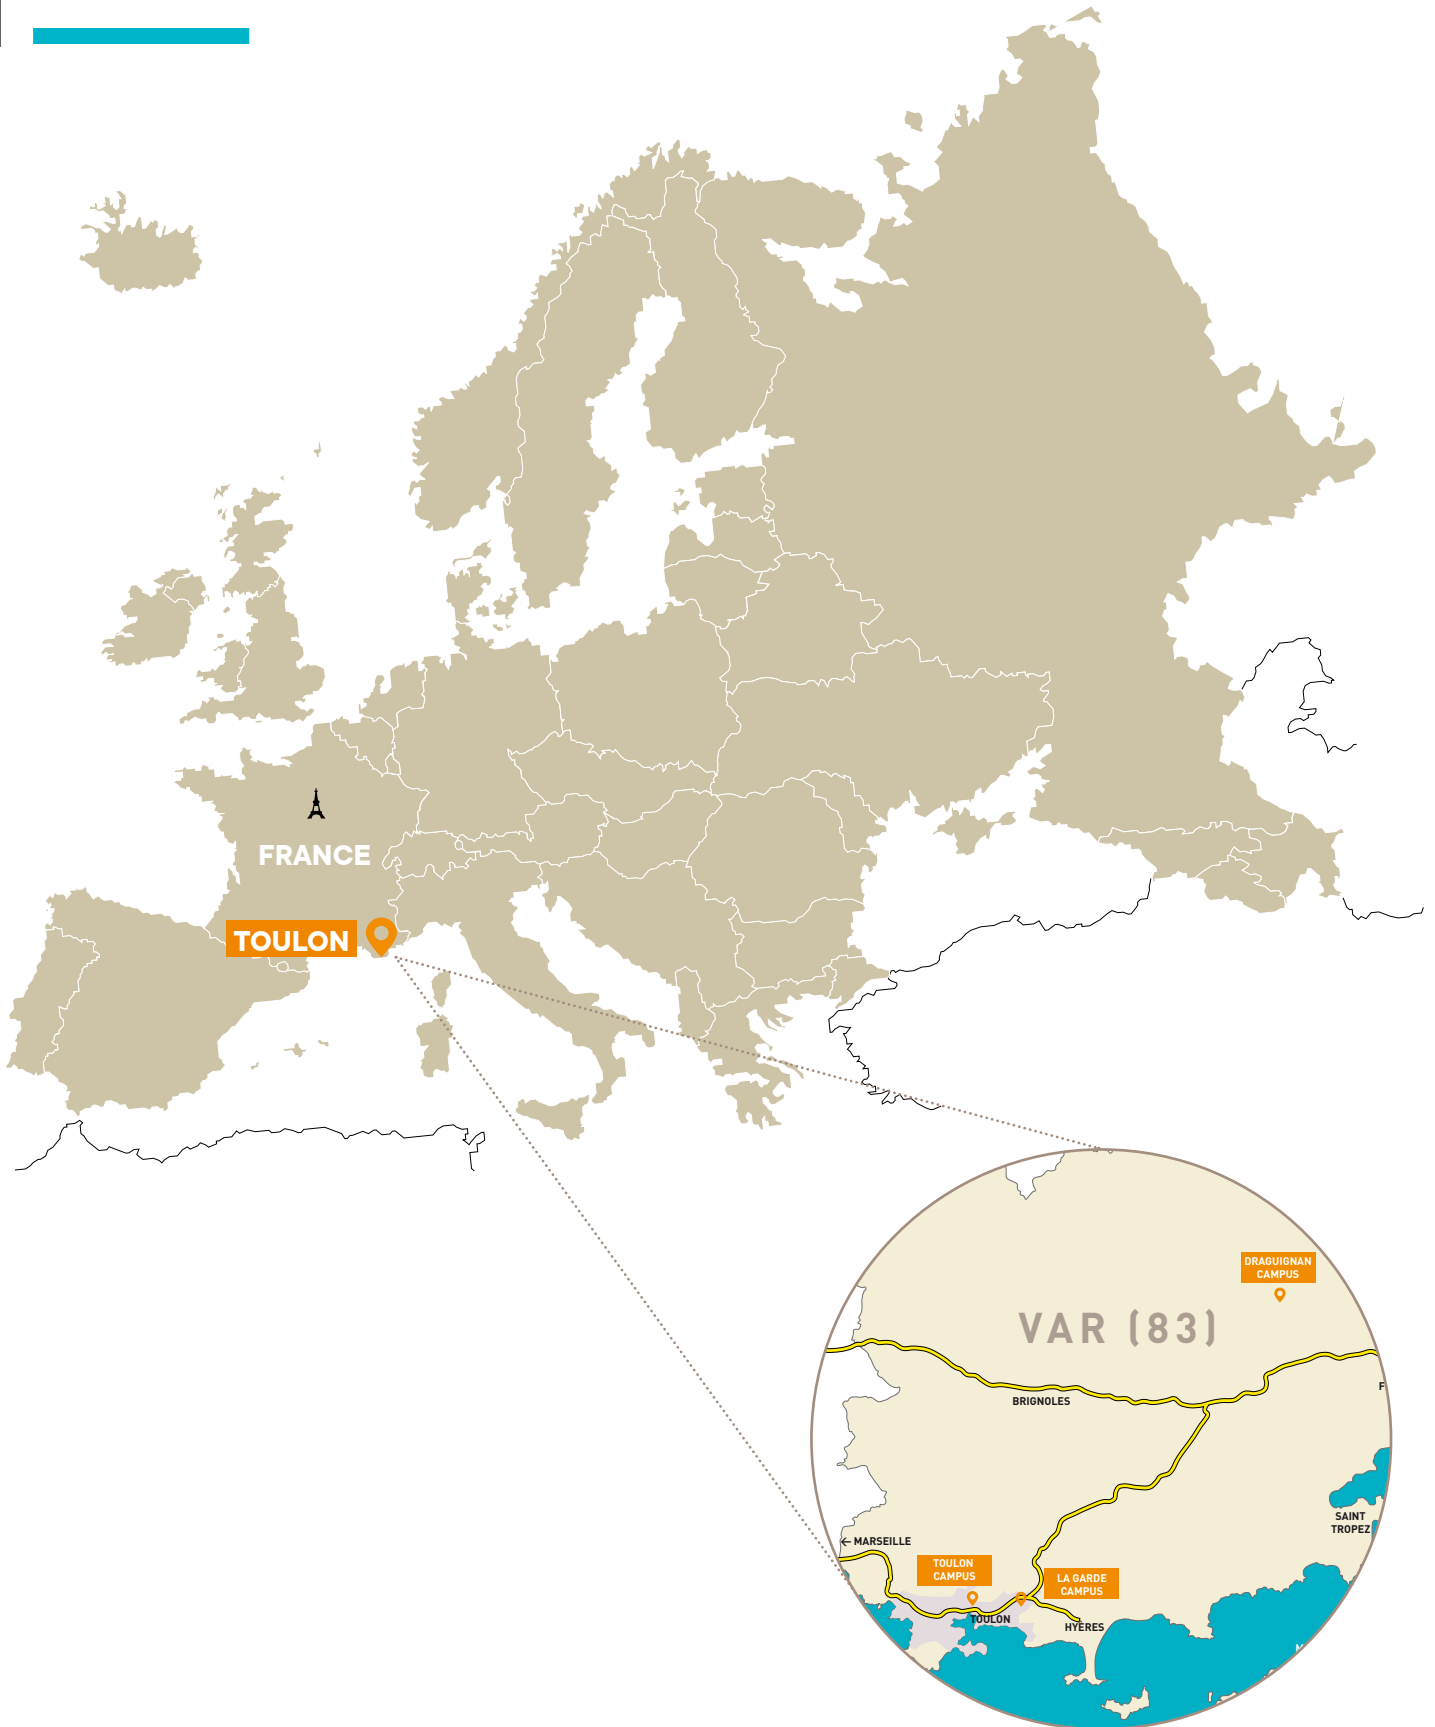 FRANCE
TOULON
DRAGUIGNAN
CAMPUS
VAR (83)
BRIGNOLES
SAINT
TROPEZ
← MARSEILLE
TOULON
CAMPUS
LA GARDE
CAMPUS
TOULON
HYÈRES